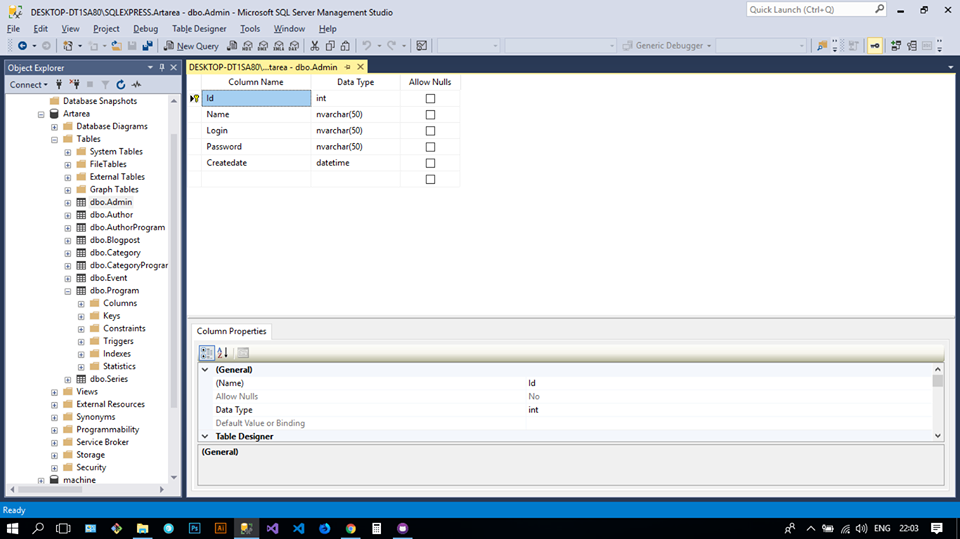 DESKTOP-DT1SA80\SQLEXPRESS.Artarea - dbo.Admin - Microsoft SQL Server Management Studio
Quick Launch (Ctrl+Q)
File Edit View Project Debug Table Designer Tools Window Help
New Query Generic Debugger
Object Explorer
Connect
Database Snapshots
Artarea
Database Diagrams
Tables
System Tables
FileTables
External Tables
Graph Tables
dbo.Admin
dbo.Author
dbo.AuthorProgram
dbo.Blogpost
dbo.Category
dbo.CategoryProgran
dbo.Event
dbo.Program
Columns
Keys
Constraints
Triggers
Indexes
Statistics
dbo.Series
Views
External Resources
Synonyms
Programmability
Service Broker
Storage
Security
machine
DESKTOP-DT1SA80\...tarea - dbo.Admin
Column Name Data Type Allow Nulls
Id int
Name nvarchar(50)
Login nvarchar(50)
Password nvarchar(50)
Createdate datetime
Column Properties
(General)
(Name) Id
Allow Nulls No
Data Type int
Default Value or Binding
Table Designer
(General)
Ready
ENG 22:03